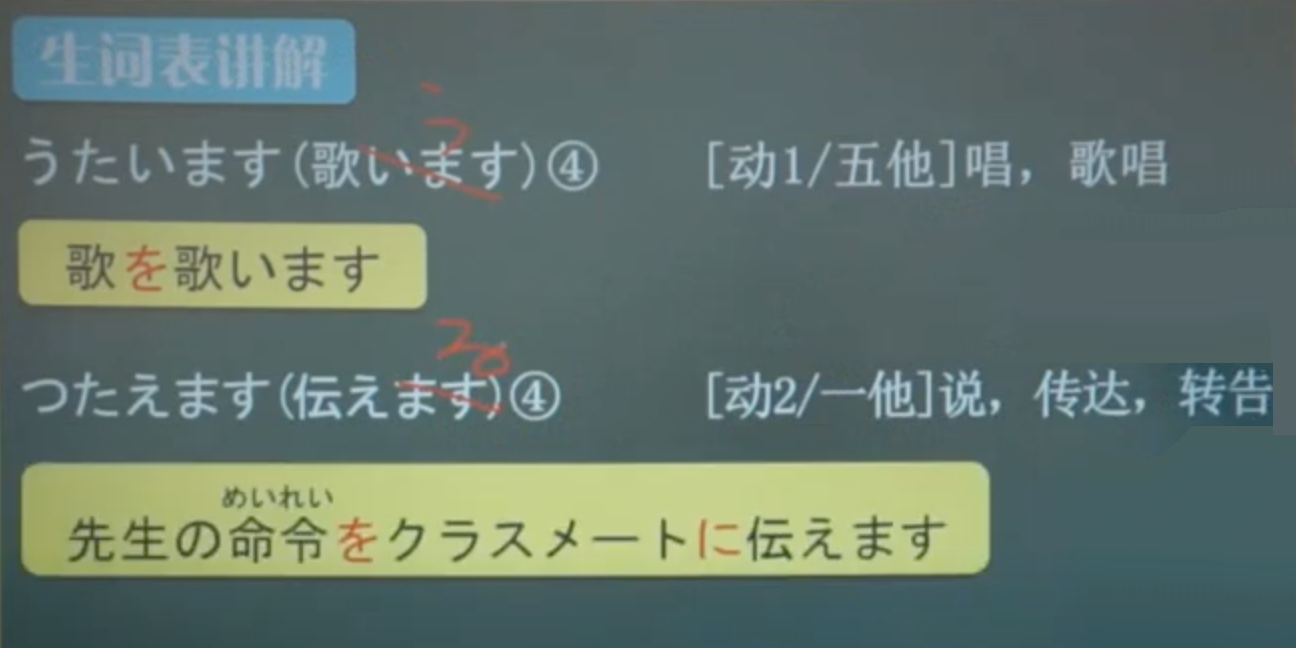 生词表讲解
う
うたいます(歌います)④ [动1/五他]唱，歌唱
歌を歌います
る
つたえます(伝えます)④ [动2/一他]说，传达，转告
めいれい
先生の命令をクラスメートに伝えます